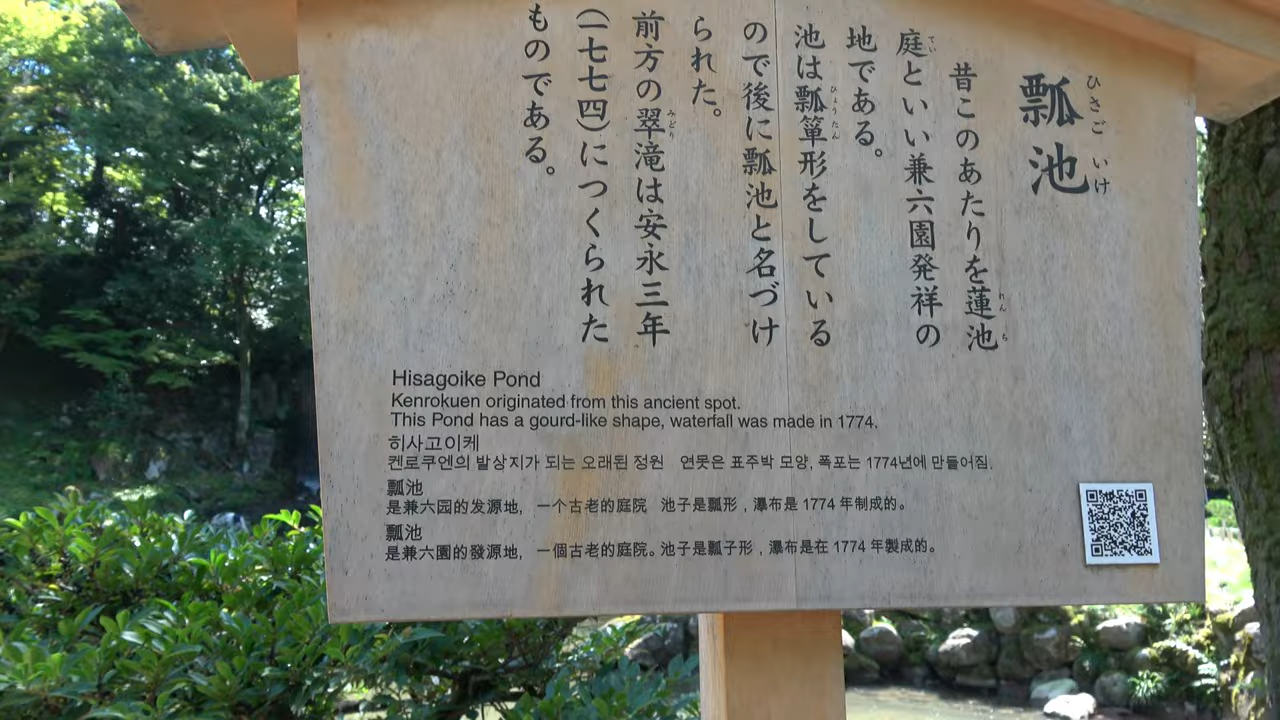 瓢池
ひさごいけ
昔このあたりを蓮池
れんち
庭といい兼六園発祥の
てい
地である。
池は瓢箪形をしている
ひょうたん
ので後に瓢池と名づけ
られた。
前方の翠滝は安永三年
みどり
(一七七四)につくられた
ものである。
Hisagoike Pond
Kenrokuen originated from this ancient spot.
This Pond has a gourd-like shape, waterfall was made in 1774.
히사고이케
켄로쿠엔의 발상지가 되는 오래된 정원 연못은 표주박 모양, 폭포는 1774년에 만들어짐.
瓢池
是兼六园的发源地, 一个古老的庭院 池子是瓢形,瀑布是 1774 年制成的。
瓢池
是兼六園的發源地, 一個古老的庭院。池子是瓢子形,瀑布是在 1774 年製成的。